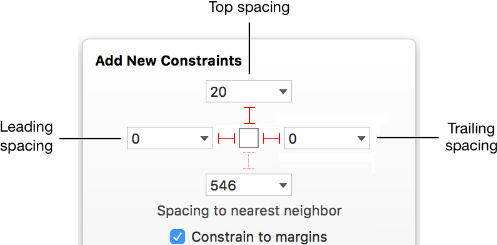 Top spacing
Add New Constraints
20
Leading
spacing
0
0
Trailing
spacing
546
Spacing to nearest neighbor
Constrain to margins